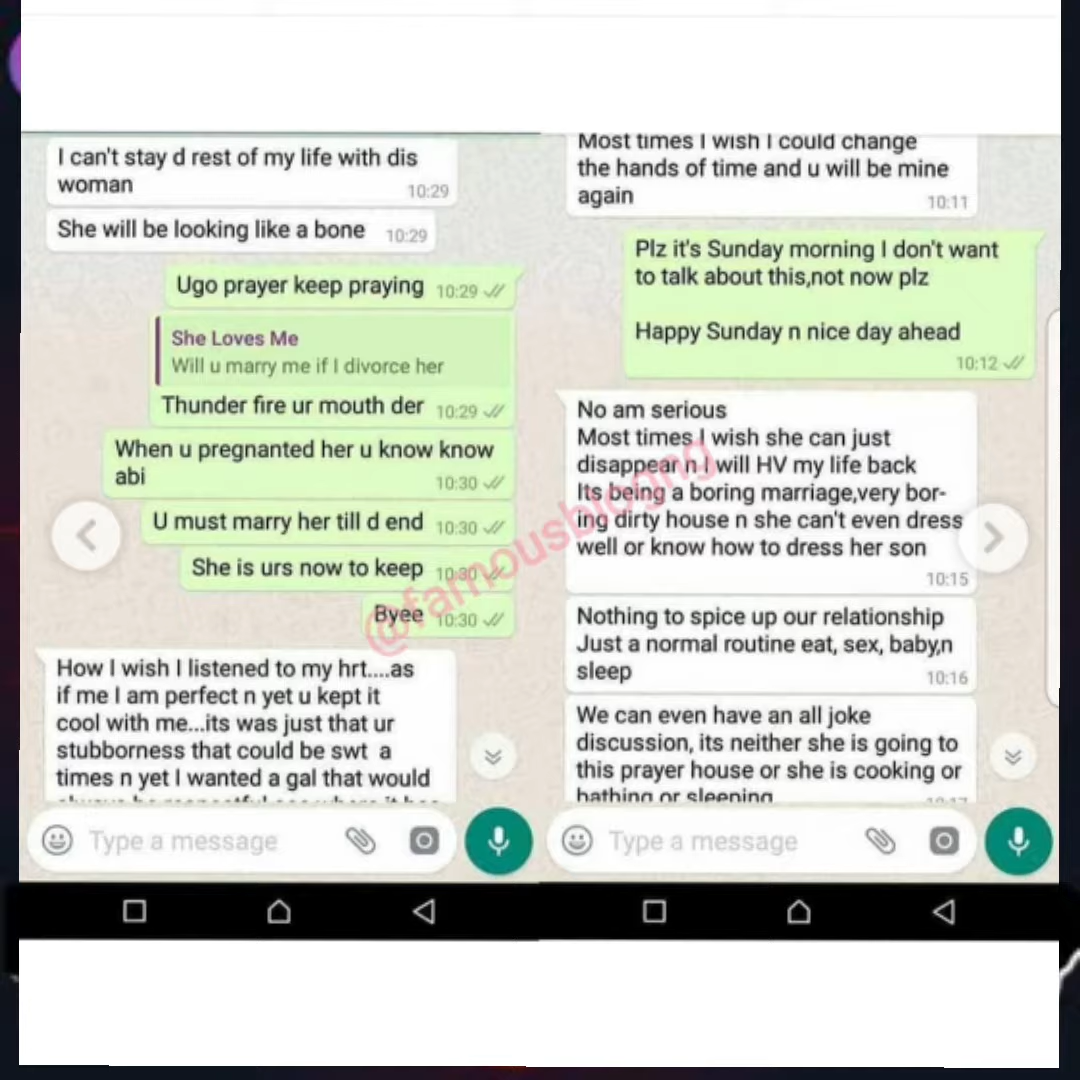 I can't stay d rest of my life with dis
woman
10:29
She will be looking like a bone
10:29
Ugo prayer keep praying
10:29
She Loves Me
Will u marry me if I divorce her
Thunder fire ur mouth der
10:29
When u pregnanted her u know know
abi
10:30
U must marry her till d end
10:30
She is urs now to keep
10:30
Byee
10:30
How I wish I listened to my hrt....as
if me I am perfect n yet u kept it
cool with me...its was just that ur
stubborness that could be swt a
times n yet I wanted a gal that would
Type a message
Most times I wish I could change
the hands of time and u will be mine
again
10:11
Plz it's Sunday morning I don't want
to talk about this,not now plz
Happy Sunday n nice day ahead
10:12
No am serious
Most times I wish she can just
disappear n I will HV my life back
Its being a boring marriage,very bor-
ing dirty house n she can't even dress
well or know how to dress her son
10:15
Nothing to spice up our relationship
Just a normal routine eat, sex, baby,n
sleep
10:16
We can even have an all joke
discussion, its neither she is going to
this prayer house or she is cooking or
bathing or sleeping
10:17
Type a message
@famousblogng